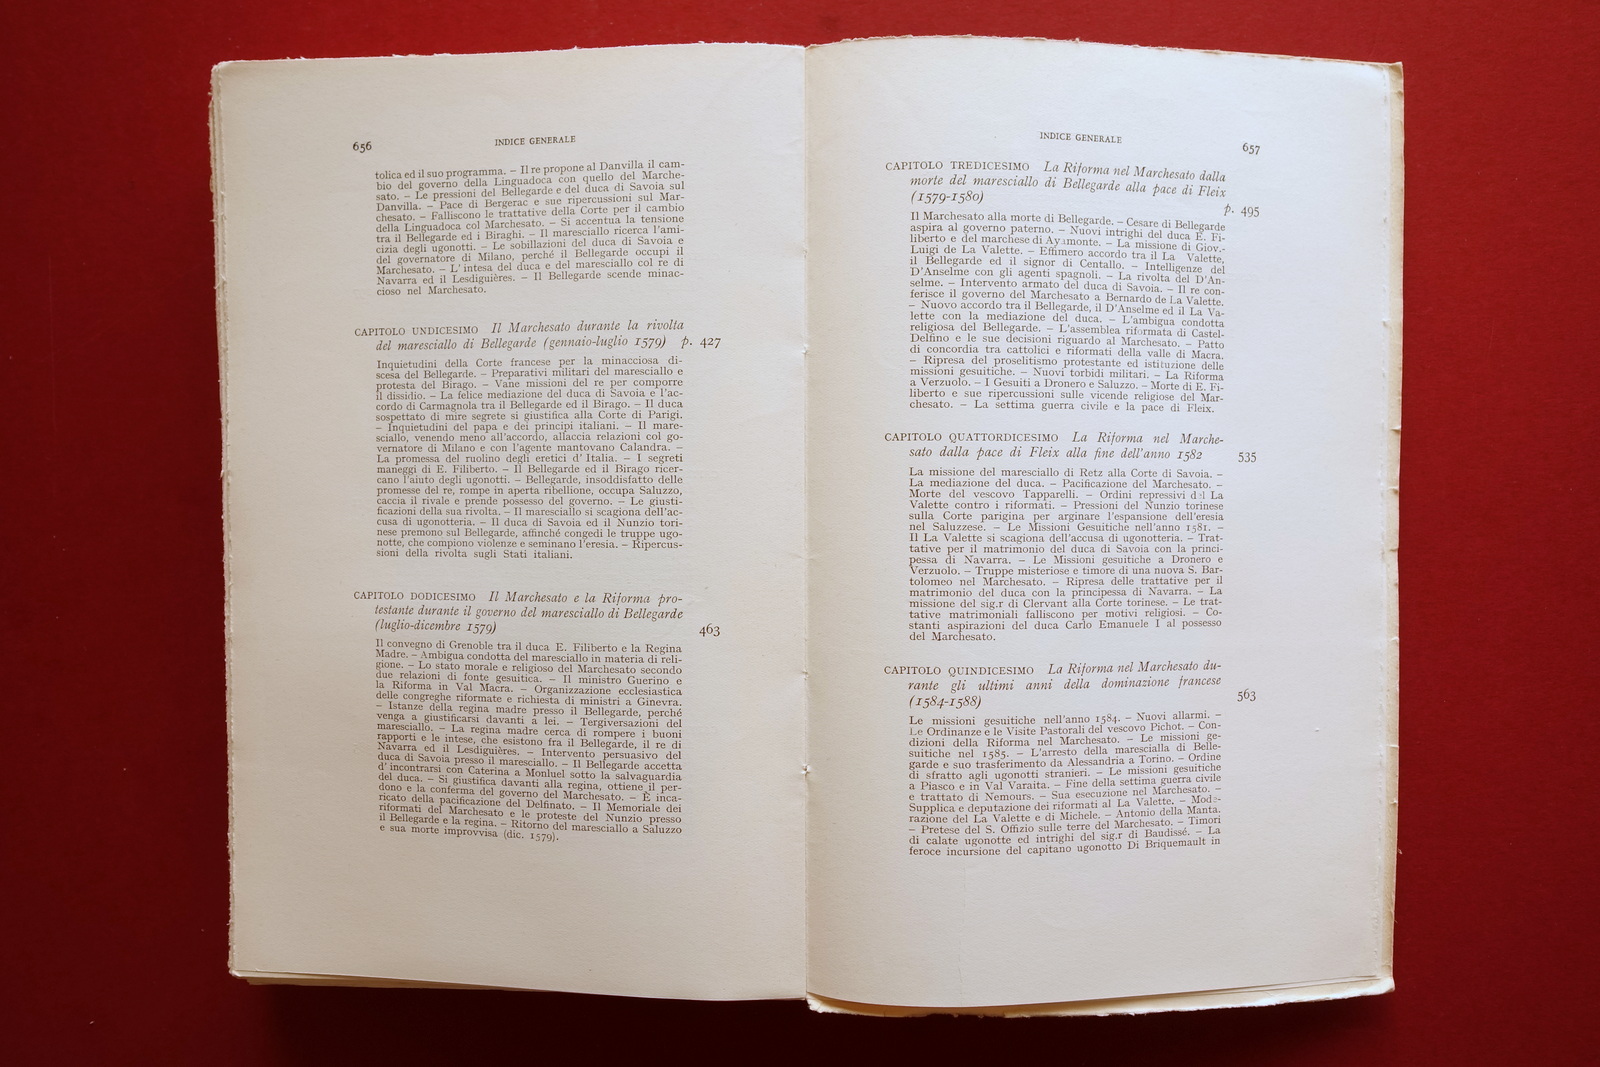 656
INDICE GENERALE
tolica ed il suo programma. – Il re propone al Danvilla il cam-
bio del governo della Linguadoca con quello del Marche-
sato. – Le pressioni del Bellegarde e del duca di Savoia sul
Danvilla. – Pace di Bergerac e sue ripercussioni sul Mar-
chesato. – Falliscono le trattative della Corte per il cambio
della Linguadoca col Marchesato. – Si accentua la tensione
tra il Bellegarde ed i Biraghi. – Il maresciallo ricerca l'ami-
cizia degli ugonotti. – Le sobillazioni del duca di Savoia e
del governatore di Milano, perché il Bellegarde occupi il
Marchesato. – L' intesa del duca e del maresciallo col re di
Navarra ed il Lesdiguières. – Il Bellegarde scende minac-
cioso nel Marchesato.
CAPITOLO UNDICESIMO Il Marchesato durante la rivolta
del maresciallo di Bellegarde (gennaio-luglio 1579) p. 427
Inquietudini della Corte francese per la minacciosa di-
scesa del Bellegarde. – Preparativi militari del maresciallo e
protesta del Birago. – Vane missioni del re per comporre
il dissidio. – La felice mediazione del duca di Savoia e l'ac-
cordo di Carmagnola tra il Bellegarde ed il Birago. – Il duca
sospettato di mire segrete si giustifica alla Corte di Parigi.
– Inquietudini del papa e dei principi italiani. – Il mare-
sciallo, venendo meno all'accordo, allaccia relazioni col go-
vernatore di Milano e con l'agente mantovano Calandra. –
La promessa del ruolino degli eretici d' Italia. – I segreti
maneggi di E. Filiberto. – Il Bellegarde ed il Birago ricer-
cano l'aiuto degli ugonotti. – Bellegarde, insoddisfatto delle
promesse del re, rompe in aperta ribellione, occupa Saluzzo,
caccia il rivale e prende possesso del governo. – Le giusti-
ficazioni della sua rivolta. – Il maresciallo si scagiona dell'ac-
cusa di ugonotteria. – Il duca di Savoia ed il Nunzio tori-
nese premono sul Bellegarde, affinché congedi le truppe ugo-
notte, che compiono violenze e seminano l'eresia. – Ripercus-
sioni della rivolta sugli Stati italiani.
CAPITOLO DODICESIMO Il Marchesato e la Riforma pro-
testante durante il governo del maresciallo di Bellegarde
(luglio-dicembre 1579) 463
Il convegno di Grenoble tra il duca E. Filiberto e la Regina
Madre. – Ambigua condotta del maresciallo in materia di reli-
gione. – Lo stato morale e religioso del Marchesato secondo
due relazioni di fonte gesuitica. – Il ministro Guerino e
la Riforma in Val Macra. – Organizzazione ecclesiastica
delle congreghe riformate e richiesta di ministri a Ginevra.
– Istanze della regina madre presso il Bellegarde, perché
venga a giustificarsi davanti a lei. – Tergiversazioni del
maresciallo. – La regina madre cerca di rompere i buoni
rapporti e le intese, che esistono fra il Bellegarde, il re di
Navarra ed il Lesdiguières. – Intervento persuasivo del
duca di Savoia presso il maresciallo. – Il Bellegarde accetta
d' incontrarsi con Caterina a Monluel sotto la salvaguardia
del duca. – Si giustifica davanti alla regina, ottiene il per-
dono e la conferma del governo del Marchesato. – È inca-
ricato della pacificazione del Delfinato. – Il Memoriale dei
riformati del Marchesato e le proteste del Nunzio presso
il Bellegarde e la regina. – Ritorno del maresciallo a Saluzzo
e sua morte improvvisa (dic. 1579).
INDICE GENERALE
657
CAPITOLO TREDICESIMO La Riforma nel Marchesato dalla
morte del maresciallo di Bellegarde alla pace di Fleix
(1579-1580) p. 495
Il Marchesato alla morte di Bellegarde. – Cesare di Bellegarde
aspira al governo paterno. – Nuovi intrighi del duca E. Fi-
liberto e del marchese di Ayamonte. – La missione di Giov.-
Luigi de La Valette. – Effimero accordo tra il La Valette,
il Bellegarde ed il signor di Centallo. – Intelligenze del
D'Anselme con gli agenti spagnoli. – La rivolta del D'An-
selme. – Intervento armato del duca di Savoia. – Il re con-
ferisce il governo del Marchesato a Bernardo de La Valette.
– Nuovo accordo tra il Bellegarde, il D'Anselme ed il La Va-
lette con la mediazione del duca. – L'ambigua condotta
religiosa del Bellegarde. – L'assemblea riformata di Castel-
Delfino e le sue decisioni riguardo al Marchesato. – Patto
di concordia tra cattolici e riformati della valle di Macra.
– Ripresa del proselitismo protestante ed istituzione delle
missioni gesuitiche. – Nuovi torbidi militari. – La Riforma
a Verzuolo. – I Gesuiti a Dronero e Saluzzo. – Morte di E. Fi-
liberto e sue ripercussioni sulle vicende religiose del Mar-
chesato. – La settima guerra civile e la pace di Fleix.
CAPITOLO QUATTORDICESIMO La Riforma nel Marche-
sato dalla pace di Fleix alla fine dell'anno 1582 535
La missione del maresciallo di Retz alla Corte di Savoia. –
La mediazione del duca. – Pacificazione del Marchesato. –
Morte del vescovo Tapparelli. – Ordini repressivi del La
Valette contro i riformati. – Pressioni del Nunzio torinese
sulla Corte parigina per arginare l'espansione dell'eresia
nel Saluzzese. – Le Missioni Gesuitiche nell'anno 1581. –
Il La Valette si scagiona dell'accusa di ugonotteria. – Trat-
tative per il matrimonio del duca di Savoia con la princi-
pessa di Navarra. – Le Missioni gesuitiche a Dronero e
Verzuolo. – Truppe misteriose e timore di una nuova S. Bar-
tolomeo nel Marchesato. – Ripresa delle trattative per il
matrimonio del duca con la principessa di Navarra. – La
missione del sig.r di Clervant alla Corte torinese. – Le trat-
tative matrimoniali falliscono per motivi religiosi. – Co-
stanti aspirazioni del duca Carlo Emanuele I al possesso
del Marchesato.
CAPITOLO QUINDICESIMO La Riforma nel Marchesato du-
rante gli ultimi anni della dominazione francese
(1584-1588) 563
Le missioni gesuitiche nell'anno 1584. – Nuovi allarmi. –
Le Ordinanze e le Visite Pastorali del vescovo Pichot. – Con-
dizioni della Riforma nel Marchesato. – Le missioni ge-
suitiche nel 1585. – L'arresto della marescialla di Belle-
garde e suo trasferimento da Alessandria a Torino. – Ordine
di sfratto agli ugonotti stranieri. – Le missioni gesuitiche
a Piasco e in Val Varaita. – Fine della settima guerra civile
e trattato di Nemours. – Sua esecuzione nel Marchesato. –
Supplica e deputazione dei riformati al La Valette. – Mode-
razione del La Valette e di Michele. – Antonio della Manta.
– Pretese del S. Offizio sulle terre del Marchesato. – Timori
di calate ugonotte ed intrighi del sig.r di Baudissé. – La
feroce incursione del capitano ugonotto Di Briquemault in